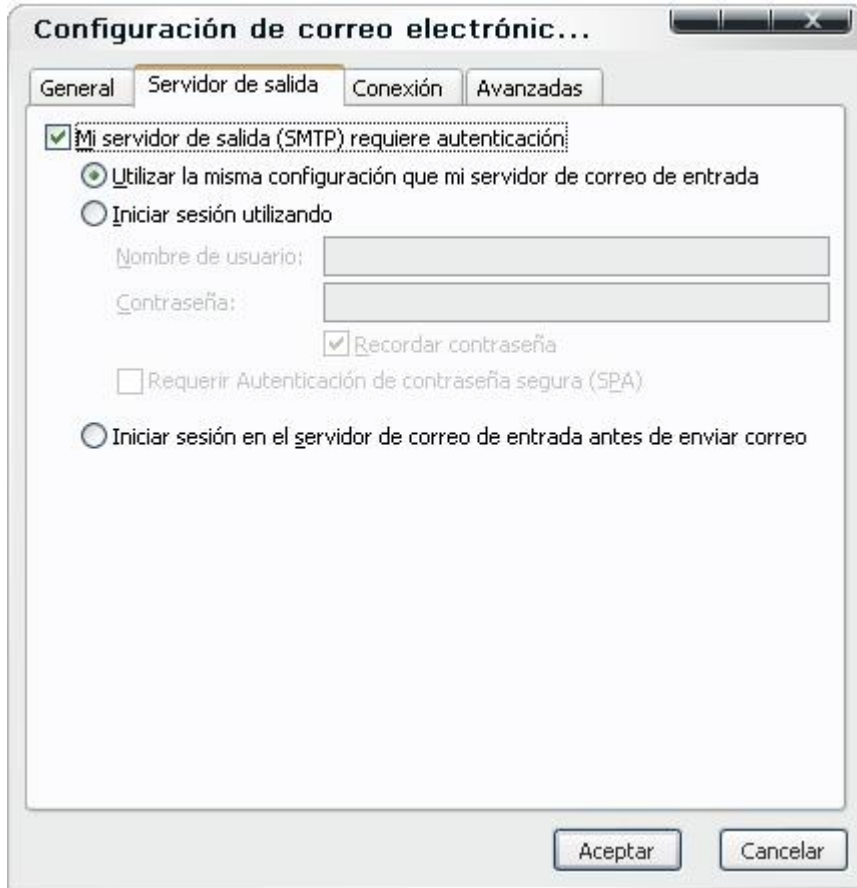 Configuración de correo electrónic...
General Servidor de salida Conexión Avanzadas
Mi servidor de salida (SMTP) requiere autenticación
Utilizar la misma configuración que mi servidor de correo de entrada
Iniciar sesión utilizando
Nombre de usuario:
Contraseña:
Recordar contraseña
Requerir Autenticación de contraseña segura (SPA)
Iniciar sesión en el servidor de correo de entrada antes de enviar correo
Aceptar Cancelar